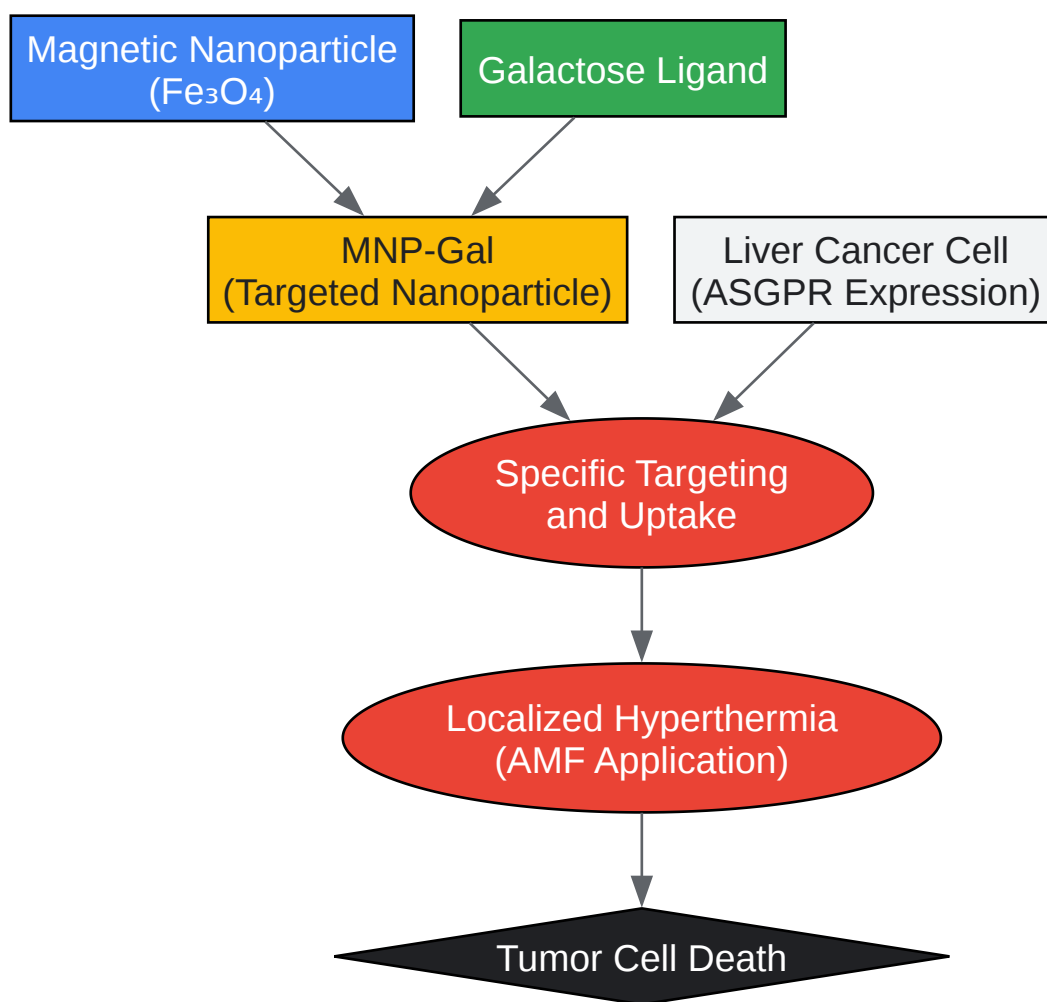 Magnetic Nanoparticle
(Fe₃O₄)
Galactose Ligand
MNP-Gal
(Targeted Nanoparticle)
Liver Cancer Cell
(ASGPR Expression)
Specific Targeting
and Uptake
Localized Hyperthermia
(AMF Application)
Tumor Cell Death